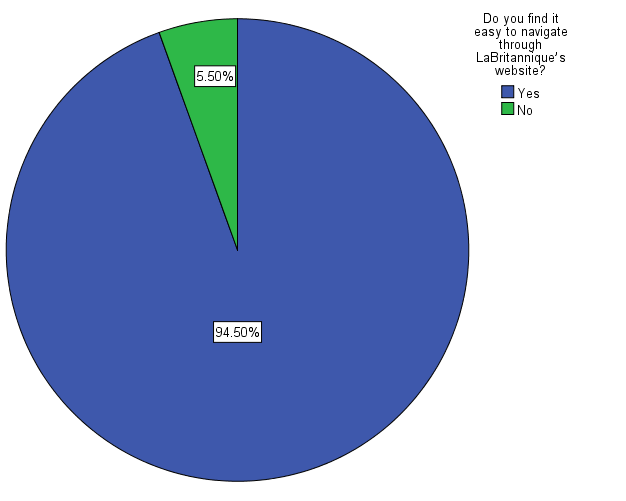 Do you find it
easy to navigate
through
LaBritannique's
website?
Yes
No
5.50%
94.50%